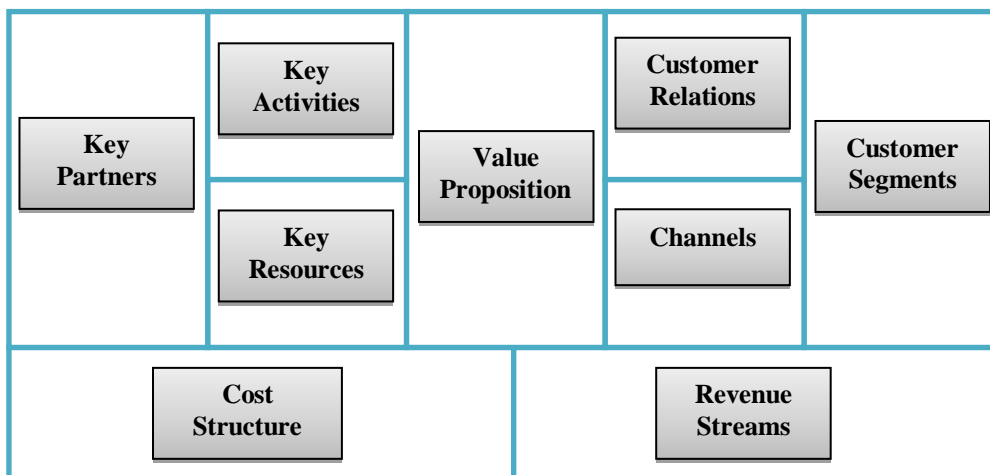 Key
Partners
Key
Activities
Key
Resources
Value
Proposition
Customer
Relations
Channels
Customer
Segments
Cost
Structure
Revenue
Streams